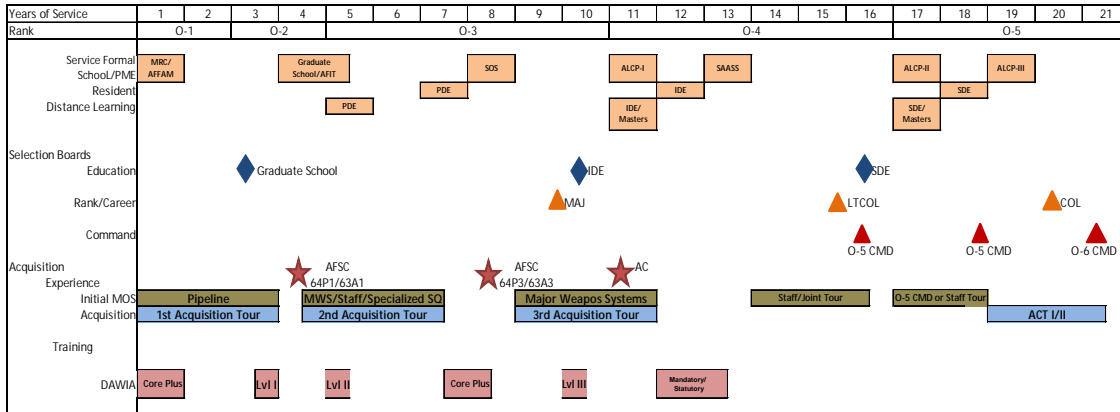 Years of Service 1 2 3 4 5 6 7 8 9 10 11 12 13 14 15 16 17 18 19 20 21
Rank O-1 O-2 O-3 O-4 O-5
Service Formal
SchooL/PME
MRC/
AFFAM
Graduate
School/AFIT
SOS
ALCP-I
SAASS
ALCP-II
ALCP-III
Resident PDE IDE SDE
Distance Learning PDE
IDE/
Masters
SDE/
Masters
Selection Boards
Education Graduate School IDE SDE
Rank/Career MAJ LTCOL COL
Command
O-5 CMD O-5 CMD O-6 CMD
Acquisition
Experience
AFSC
64P1/63A1
AFSC
64P3/63A3
AC
Initial MOS Pipeline MWS/Staff/Specialized SQ Major Weapos Systems Staff/Joint Tour O-5 CMD or Staff Tour
Acquisition 1st Acquisition Tour 2nd Acquisition Tour 3rd Acquisition Tour ACT I/II
Training
DAWIA Core Plus Lvl I Lvl II Core Plus Lvl III
Mandatory/
Statutory